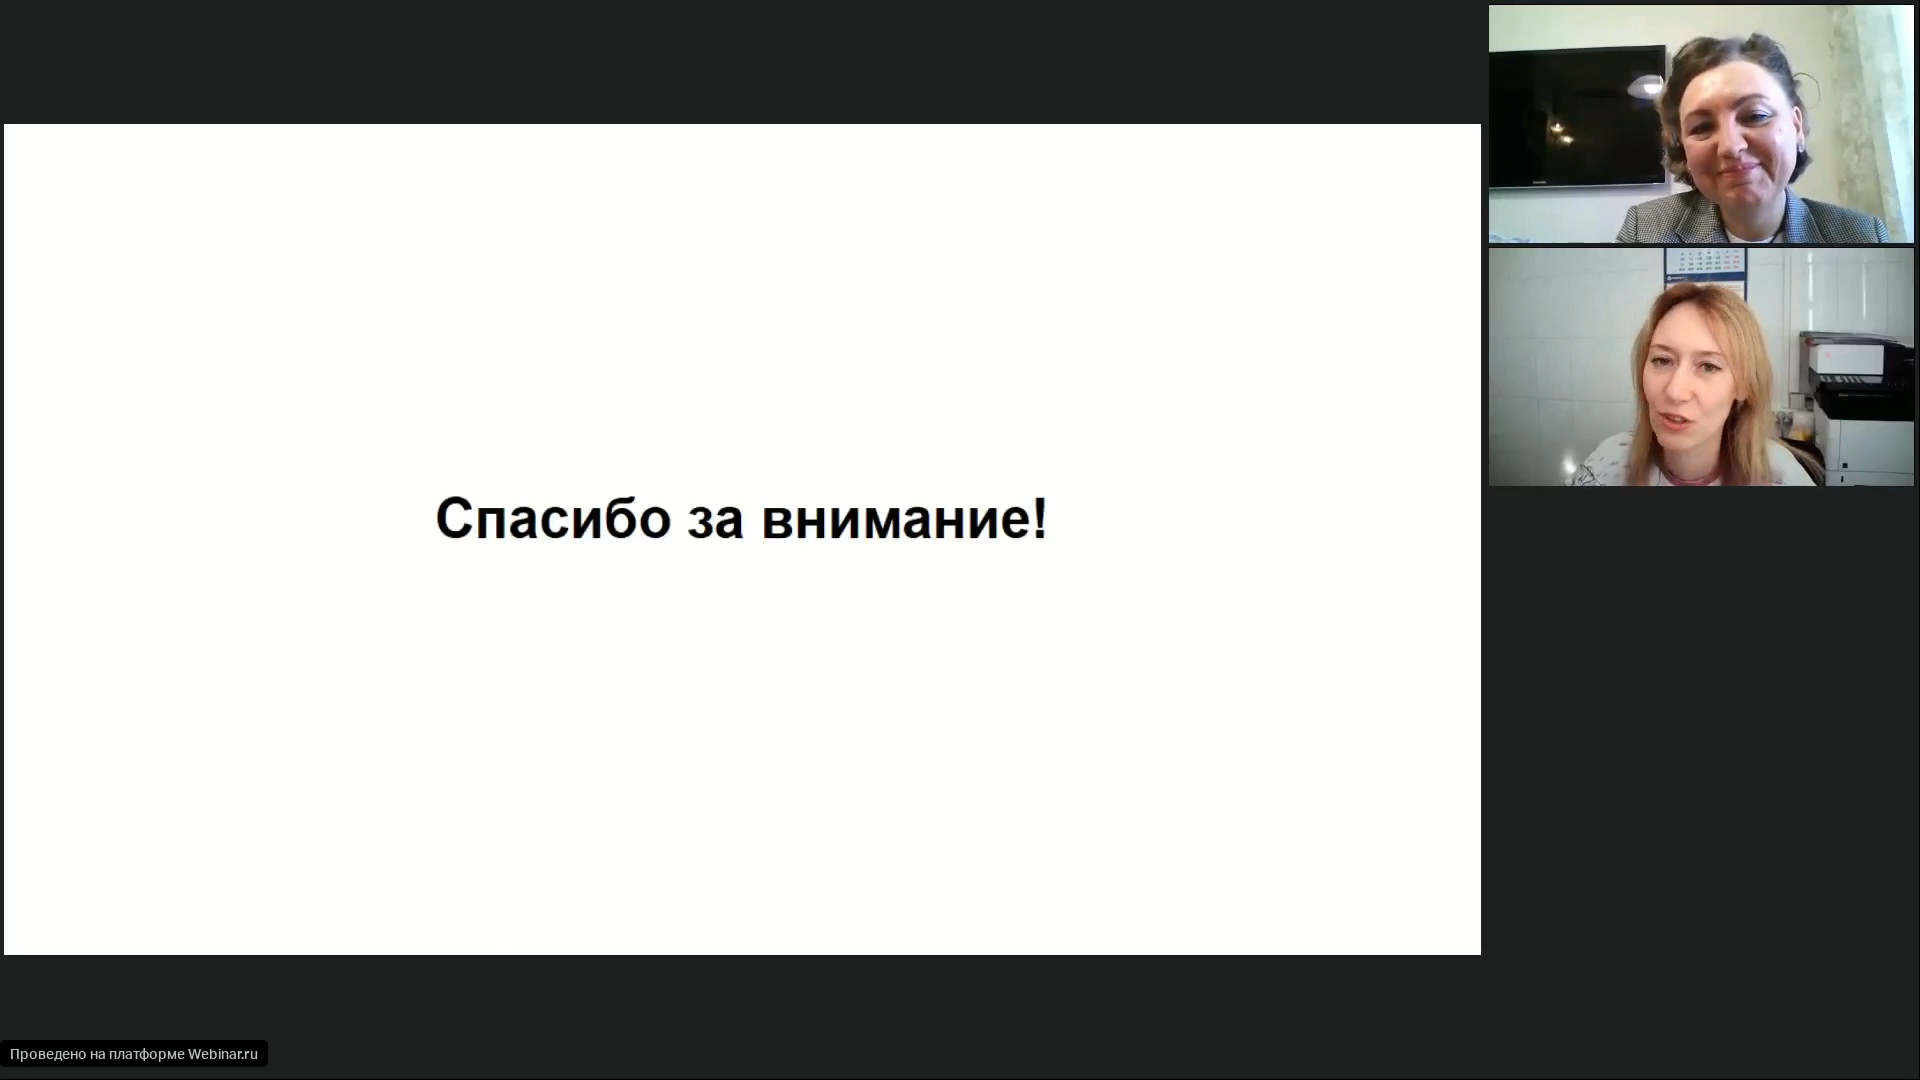 Спасибо за внимание!
Проведено на платформе Webinar.ru